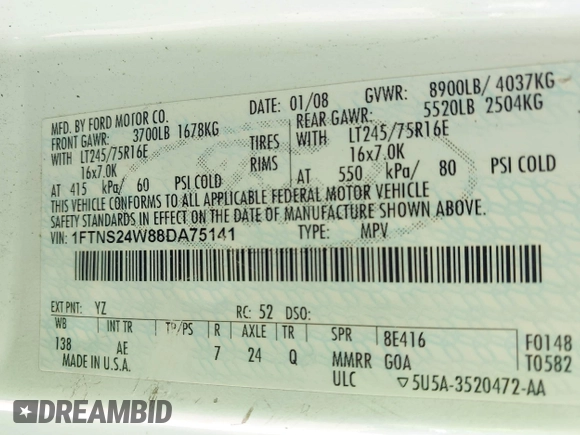 MFD. BY FORD MOTOR CO.
DATE: 01/08
GVWR: 8900LB/ 4037KG
FRONT GAWR: 3700LB 1678KG
REAR GAWR: 5520LB 2504KG
WITH LT245/75R16E TIRES WITH LT245/75R16E
16x7.0K RIMS 16x7.0K
AT 415 kPa/ 60 PSI COLD AT 550 kPa/ 80 PSI COLD
THIS VEHICLE CONFORMS TO ALL APPLICABLE FEDERAL MOTOR VEHICLE
SAFETY STANDARDS IN EFFECT ON THE DATE OF MANUFACTURE SHOWN ABOVE.
VIN: 1FTNS24W88DA75141 TYPE: MPV
EXT PNT: YZ RC: 52 DSO:
WB INT TR TP/PS R AXLE TR SPR 8E416 F0148
138 AE 7 24 Q MMRR G0A T0582
MADE IN U.S.A. ULC ▽5U5A-3520472-AA
DREAMBID